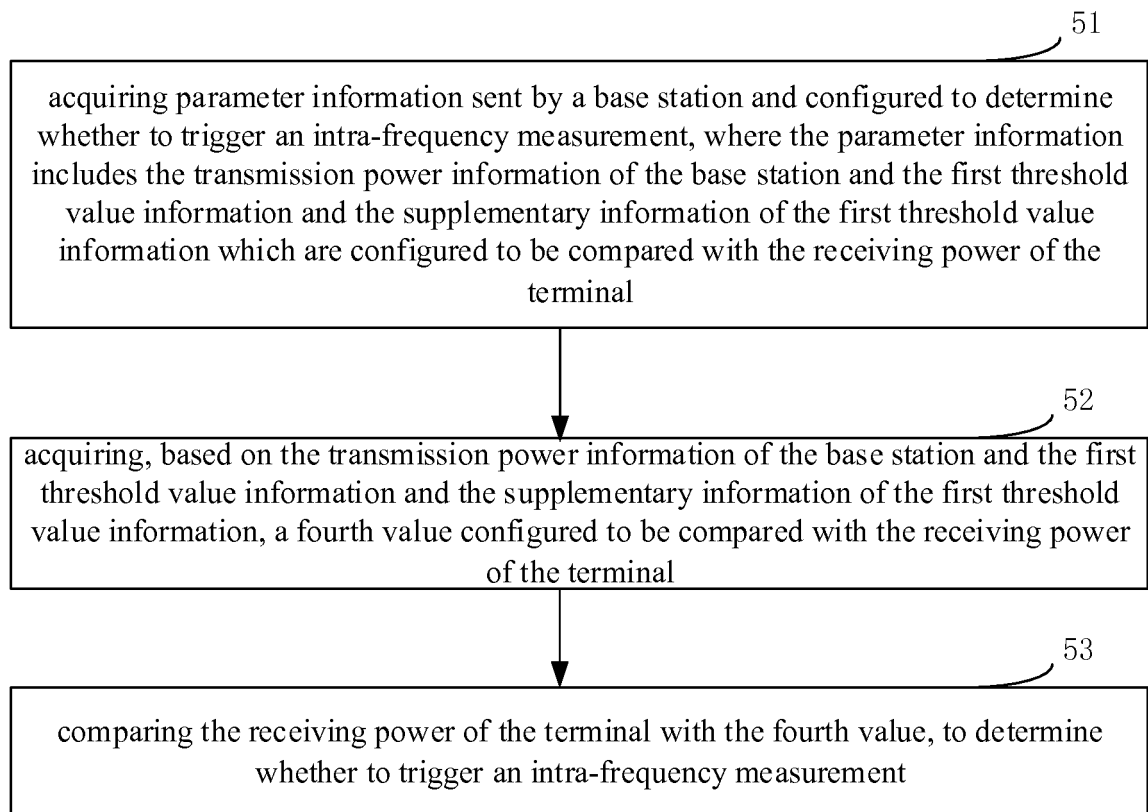 51
acquiring parameter information sent by a base station and configured to determine
whether to trigger an intra-frequency measurement, where the parameter information
includes the transmission power information of the base station and the first threshold
value information and the supplementary information of the first threshold value
information which are configured to be compared with the receiving power of the
terminal
52
acquiring, based on the transmission power information of the base station and the first
threshold value information and the supplementary information of the first threshold
value information, a fourth value configured to be compared with the receiving power
of the terminal
53
comparing the receiving power of the terminal with the fourth value, to determine
whether to trigger an intra-frequency measurement